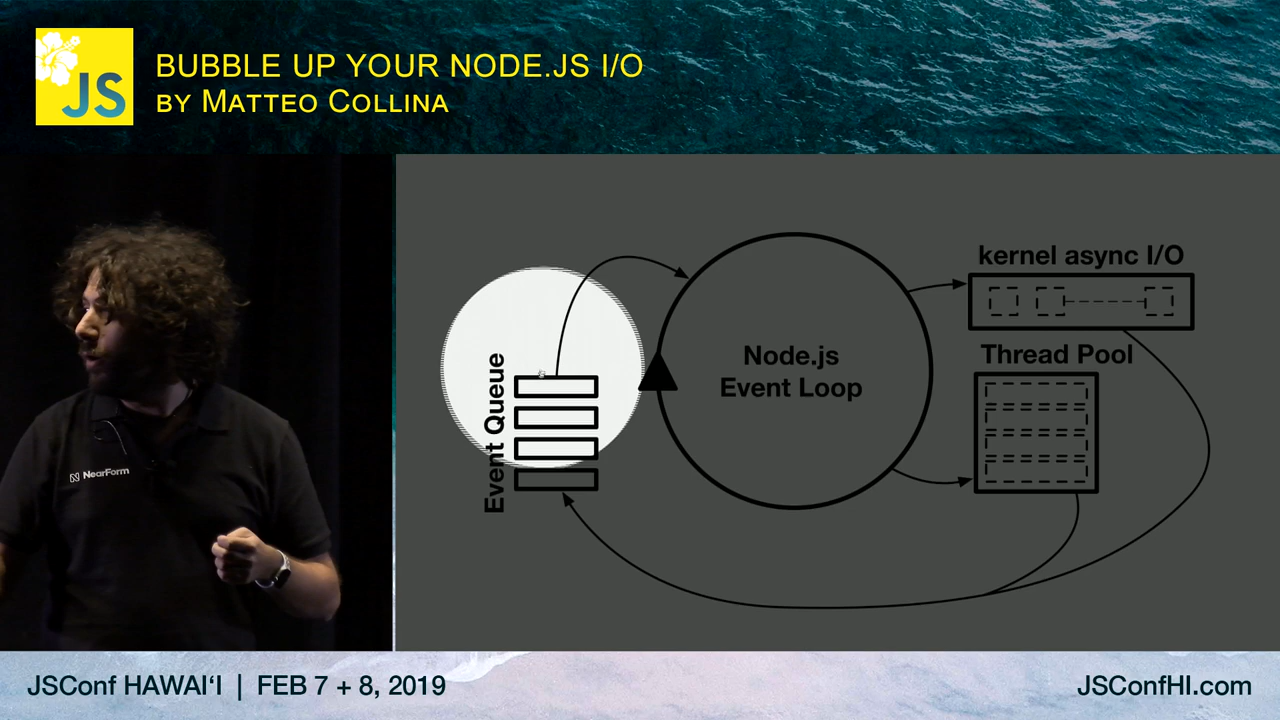 JS
BUBBLE UP YOUR NODE.JS I/O
BY MATTEO COLLINA
NearForm
Event Queue
Node.js
Event Loop
kernel async I/O
Thread Pool
JSConf HAWAI‘I | FEB 7 + 8, 2019
JSConfHI.com